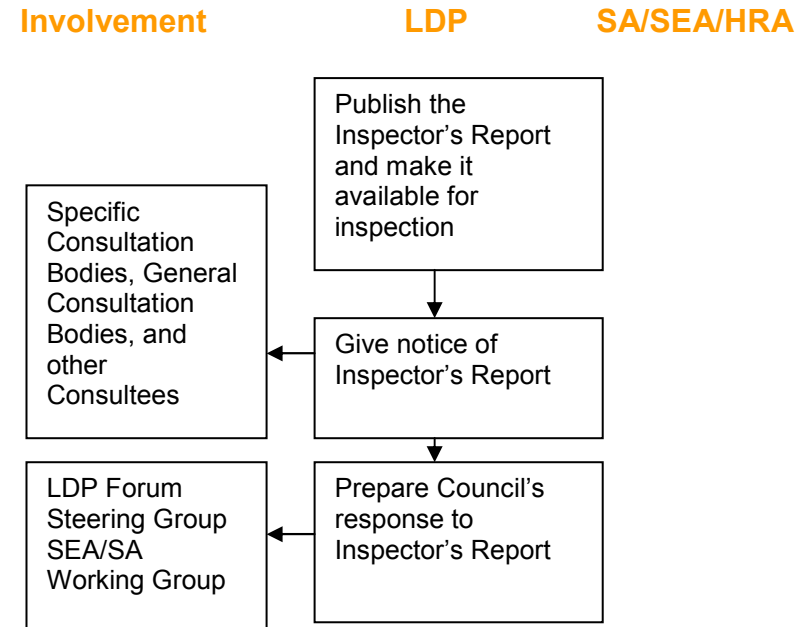 Involvement LDP SA/SEA/HRA
Publish the
Inspector’s Report
and make it
available for
inspection
Specific
Consultation
Bodies, General
Consultation
Bodies, and
other
Consultees
Give notice of
Inspector’s Report
LDP Forum
Steering Group
SEA/SA
Working Group
Prepare Council’s
response to
Inspector’s Report